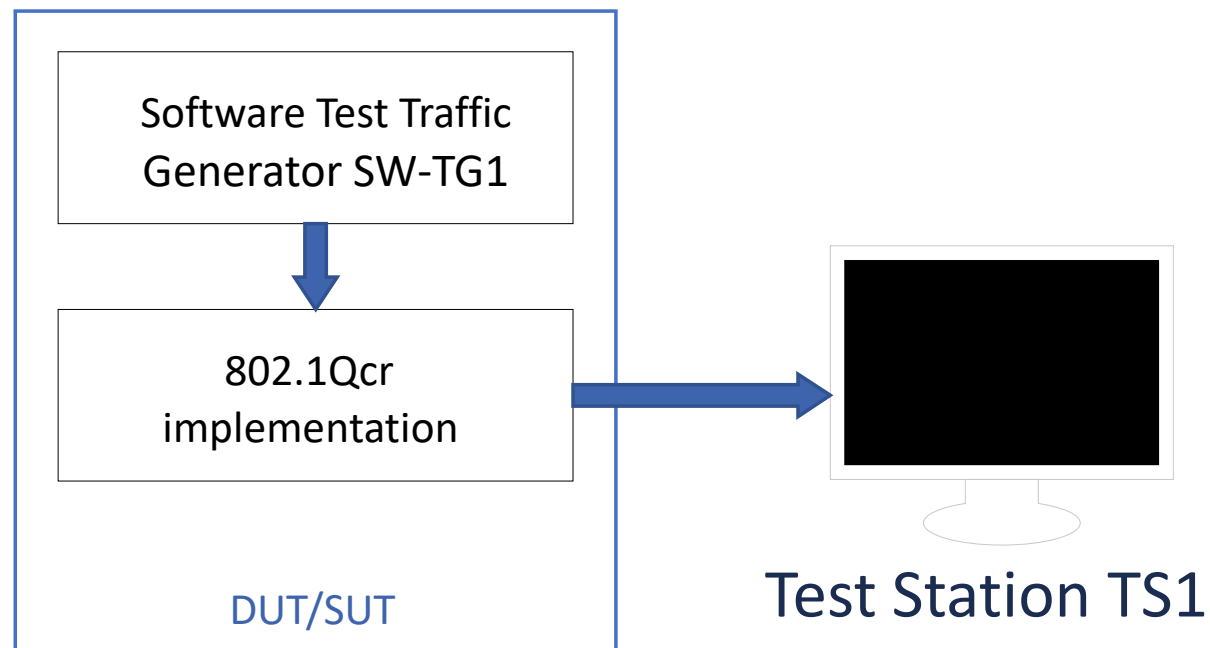 Software Test Traffic
Generator SW-TG1
802.1Qcr
implementation
DUT/SUT
Test Station TS1